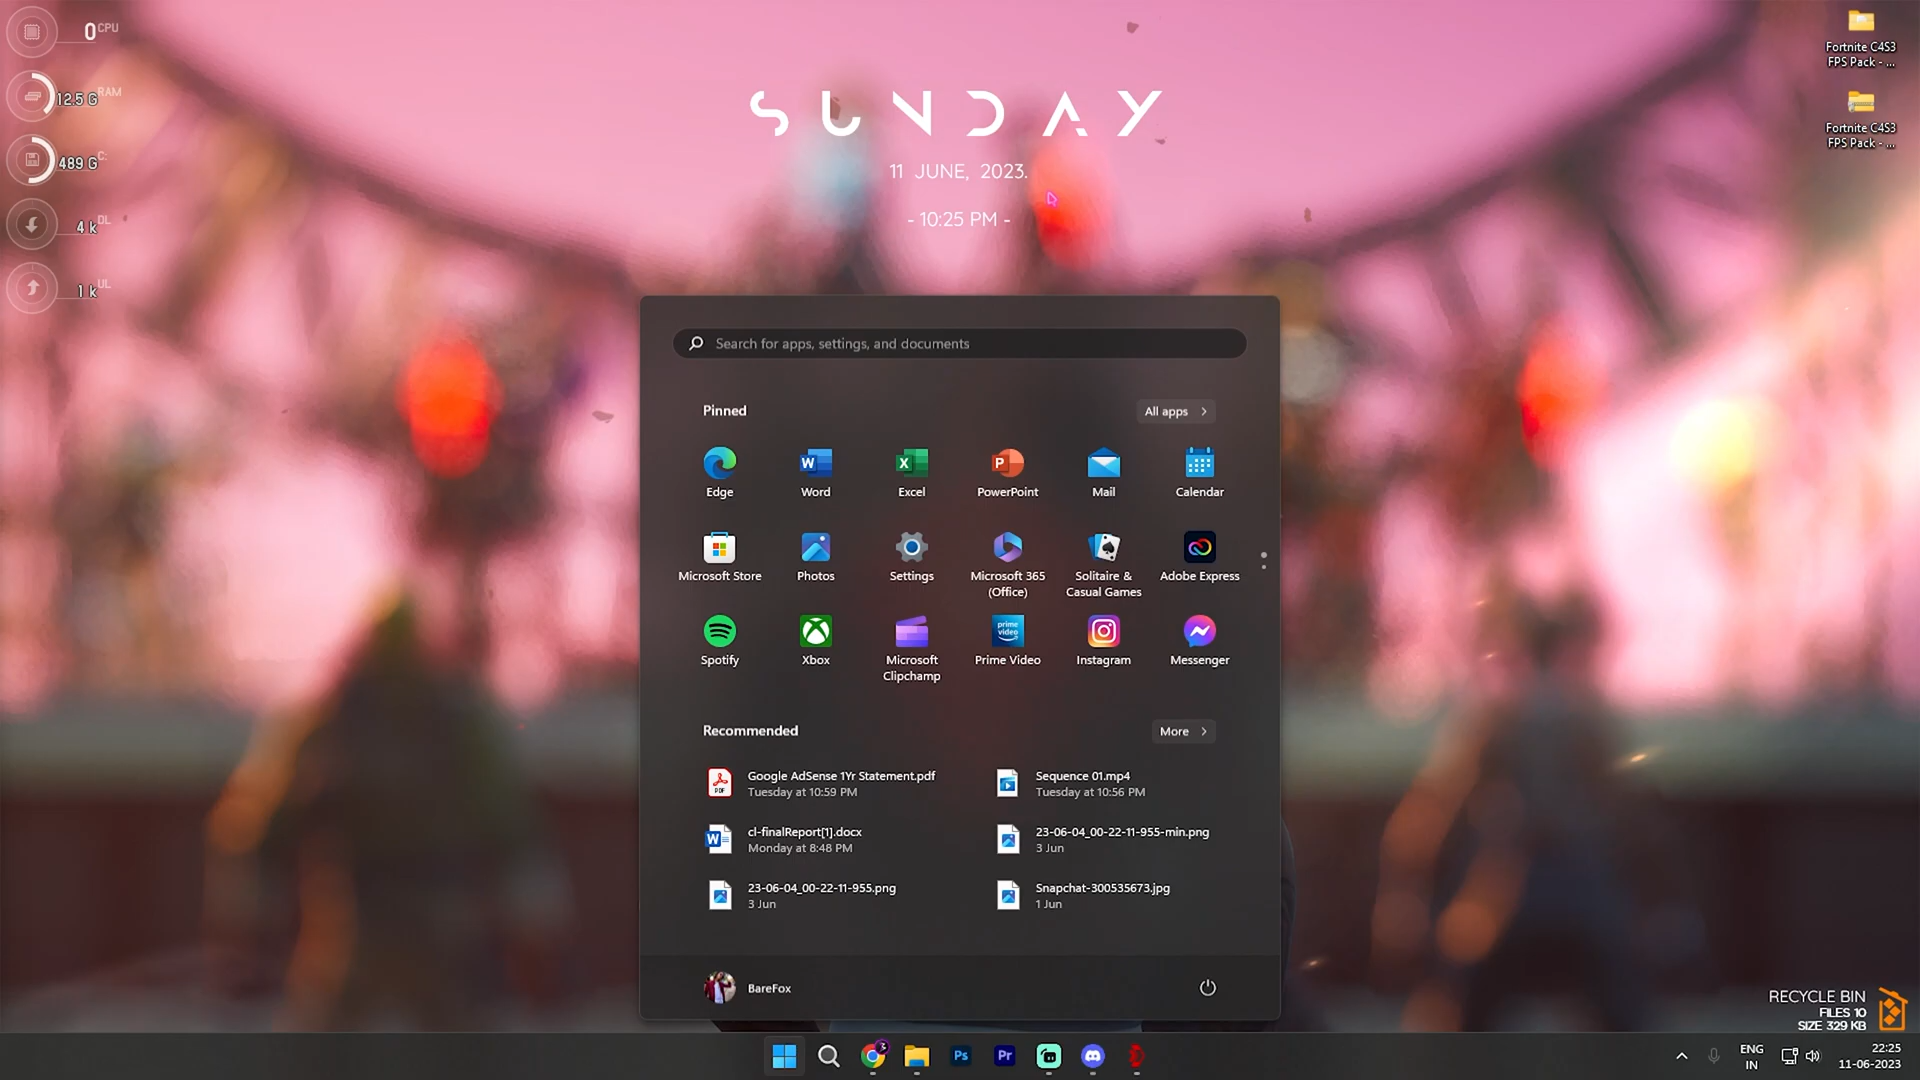 0 CPU
12.5 G RAM
489 G C:
4 k DL
1 k UL
SUNDAY
11 JUNE, 2023.
- 10:25 PM -
Fortnite C4S3
FPS Pack - ...
Fortnite C4S3
FPS Pack - ...
Search for apps, settings, and documents
Pinned
All apps
Edge
Word
Excel
PowerPoint
Mail
Calendar
Microsoft Store
Photos
Settings
Microsoft 365
(Office)
Solitaire &
Casual Games
Adobe Express
Spotify
Xbox
Microsoft
Clipchamp
prime
video
Prime Video
Instagram
Messenger
Recommended
More
PDF
Google AdSense 1Yr Statement.pdf
Tuesday at 10:59 PM
Sequence 01.mp4
Tuesday at 10:56 PM
cl-finalReport[1].docx
Monday at 8:48 PM
23-06-04_00-22-11-955-min.png
3 Jun
23-06-04_00-22-11-955.png
3 Jun
Snapchat-300535673.jpg
1 Jun
BareFox
RECYCLE BIN
FILES 10
SIZE 329 KB
3
Ps
Pr
ENG
IN
22:25
11-06-2023